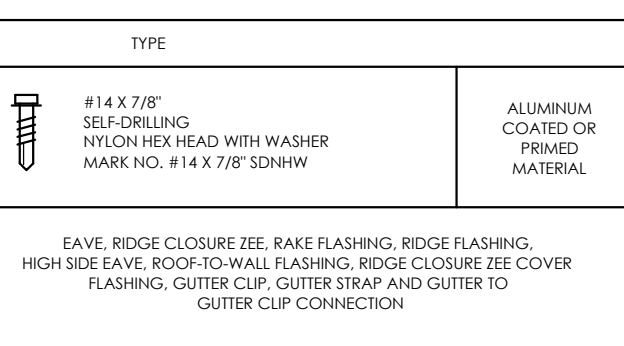 TYPE
#14 X 7/8"
SELF-DRILLING
NYLON HEX HEAD WITH WASHER
MARK NO. #14 X 7/8" SDNHW
ALUMINUM
COATED OR
PRIMED
MATERIAL
EAVE, RIDGE CLOSURE ZEE, RAKE FLASHING, RIDGE FLASHING,
HIGH SIDE EAVE, ROOF-TO-WALL FLASHING, RIDGE CLOSURE ZEE COVER
FLASHING, GUTTER CLIP, GUTTER STRAP AND GUTTER TO
GUTTER CLIP CONNECTION